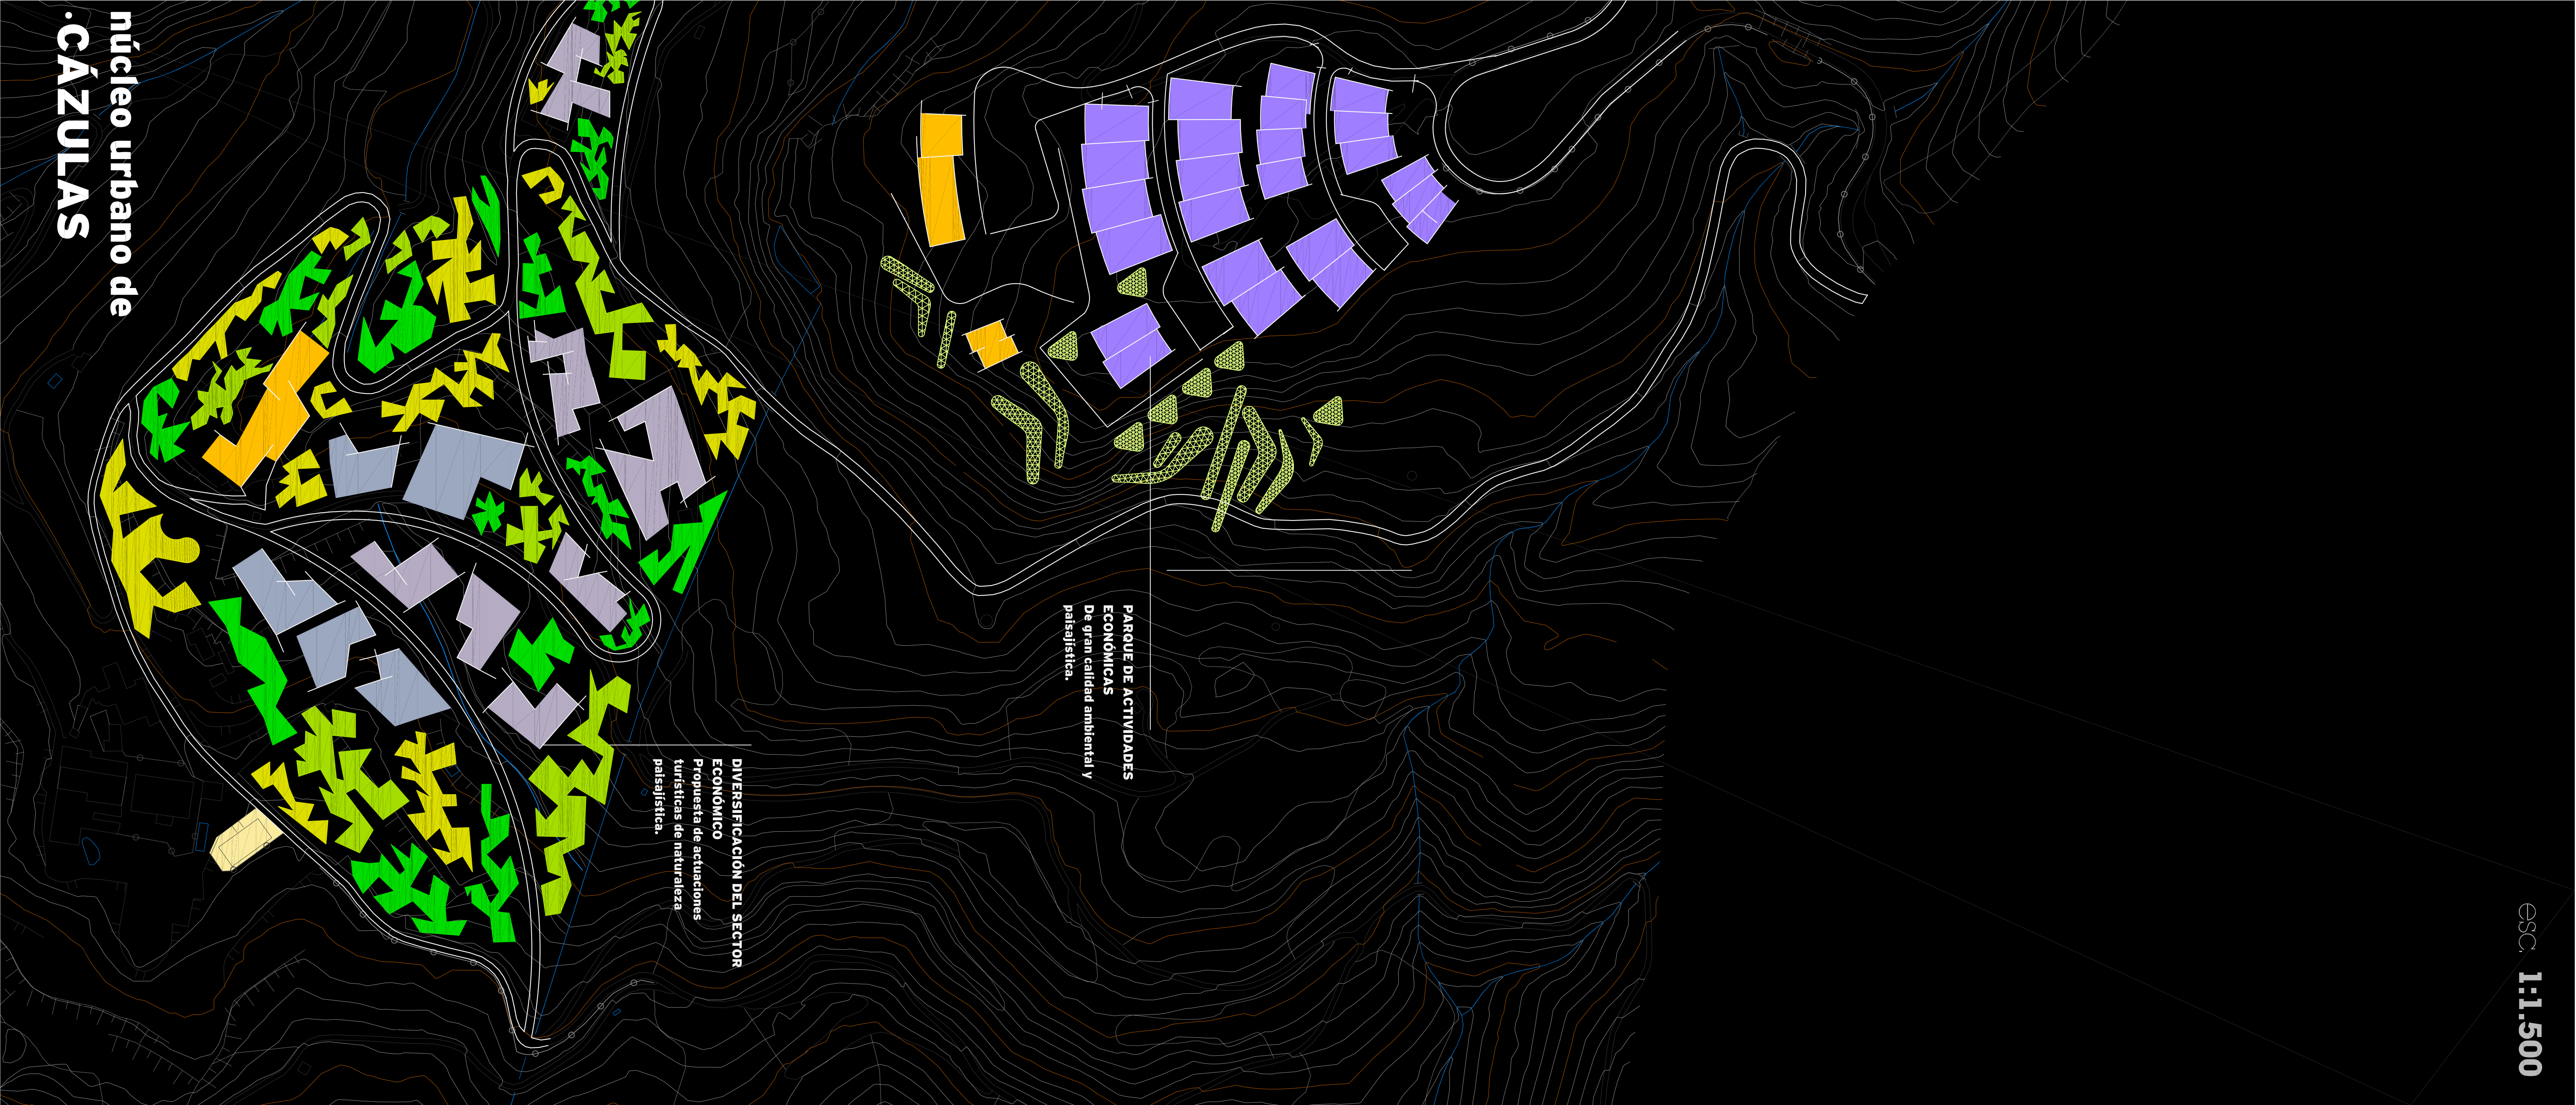 núcleo urbano de
.CÁZULAS
PARQUE DE ACTIVIDADES
ECONÓMICAS
De gran calidad ambiental y
paisajística.
DIVERSIFICACIÓN DEL SECTOR
ECONÓMICO
Propuesta de actuaciones
turísticas de naturaleza
paisajística.
esc. 1:1.500